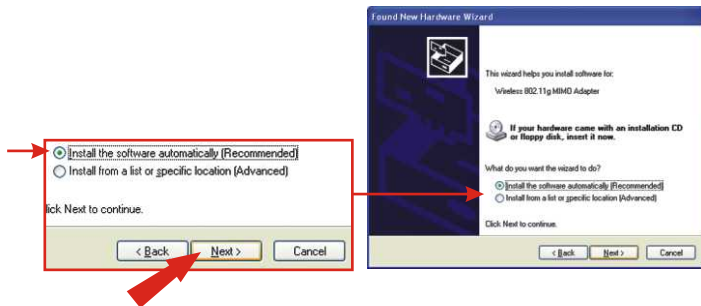 Install the software automatically (Recommended)
Install from a list or specific location (Advanced)
lick Next to continue.
< Back
Next >
Cancel
Found New Hardware Wizard
This wizard helps you install software for:
Wireless 802.11g MIMO Adapter
If your hardware came with an installation CD
or floppy disk, insert it now.
What do you want the wizard to do?
Install the software automatically (Recommended)
Install from a list or specific location (Advanced)
Click Next to continue.
< Back
Next >
Cancel